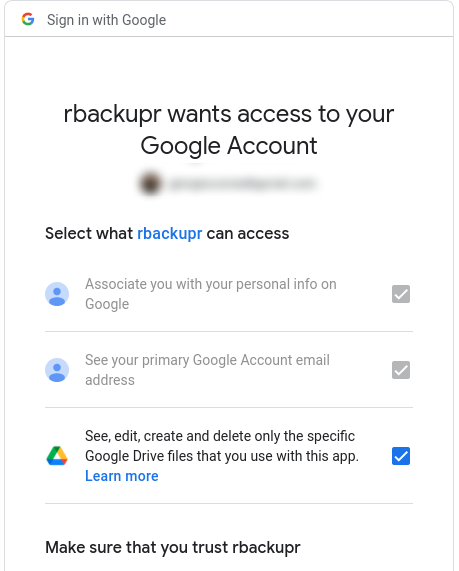 Sign in with Google
rbackupr wants access to your
Google Account
Select what rbackupr can access
Associate you with your personal info on
Google
See your primary Google Account email
address
See, edit, create and delete only the specific
Google Drive files that you use with this app.
Learn more
Make sure that you trust rbackupr